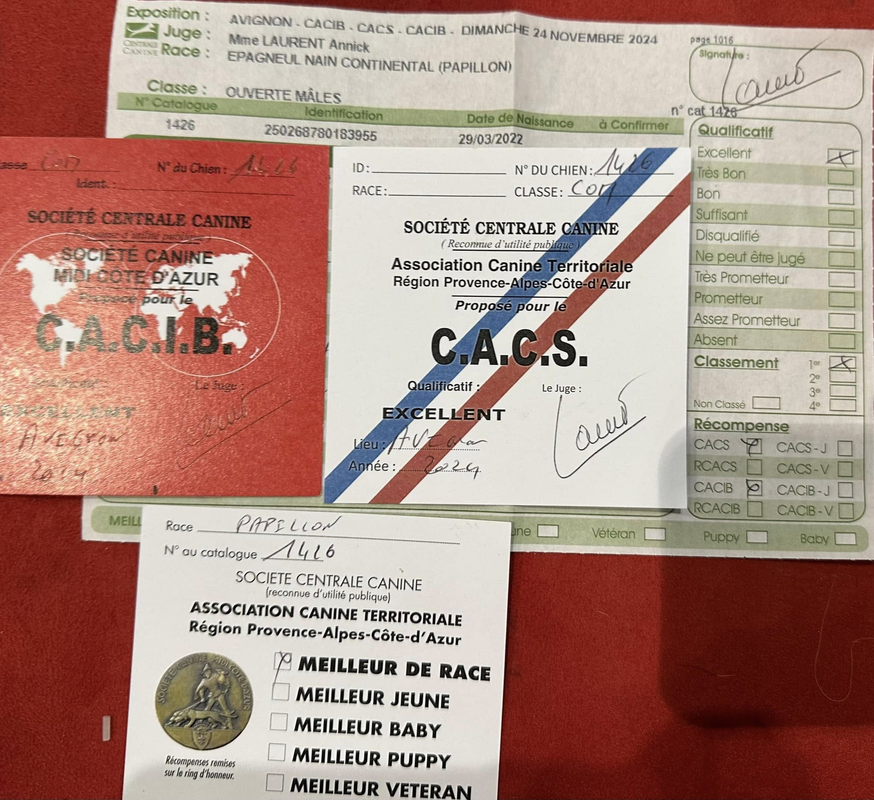 Exposition : AVIGNON - CACIB - CACS - CACIB - DIMANCHE 24 NOVEMBRE 2024
Juge : Mme LAURENT Annick
CENTRALE
CANINE
Race : EPAGNEUL NAIN CONTINENTAL (PAPILLON)
page 1016
Signature :
Classe : OUVERTE MÂLES
n° cat 1426
N° Catalogue Identification Date de Naissance à Confirmer
1426 250268780183955 29/03/2022
Qualificatif
Excellent
Très Bon
Bon
Suffisant
Disqualifié
Ne peut être jugé
Très Prometteur
Prometteur
Assez Prometteur
Absent
Classement 1er
2e
3e
Non Classé 4e
Récompense
CACS CACS - J
RCACS CACS - V
CACIB CACIB - J
RCACIB CACIB - V
MEILL
une Vétéran Puppy Baby
asse N° du Chien :
Ident. :
SOCIÉTÉ CENTRALE CANINE
SOCIÉTÉ CANINE
MIDI CÔTE D'AZUR
Proposé pour le
C.A.C.I.B.
Le Juge :
EXCELLENT
AVIGNON
ID: N° DU CHIEN: 1426
RACE: CLASSE:
SOCIÉTÉ CENTRALE CANINE
( Reconnue d'utilité publique )
Association Canine Territoriale
Région Provence-Alpes-Côte-d'Azur
Proposé pour le
C.A.C.S.
Qualificatif : Le Juge :
EXCELLENT
Lieu : AVIGNON
Année : 2024
Race PAPILLON
N° au catalogue 1426
SOCIETE CENTRALE CANINE
(reconnue d'utilité publique)
ASSOCIATION CANINE TERRITORIALE
Région Provence-Alpes-Côte-d'Azur
MEILLEUR DE RACE
MEILLEUR JEUNE
MEILLEUR BABY
MEILLEUR PUPPY
MEILLEUR VETERAN
Récompenses remises
sur le ring d'honneur.